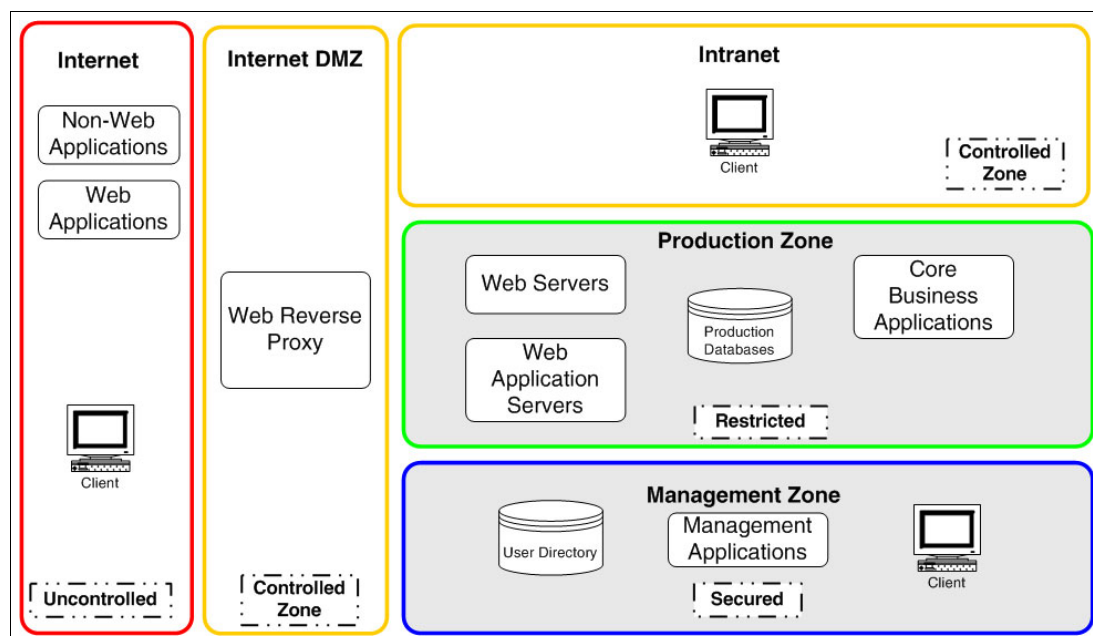 Internet
Non-Web
Applications
Web
Applications
Client
Uncontrolled
Internet DMZ
Web Reverse
Proxy
Controlled
Zone
Intranet
Client
Controlled
Zone
Production Zone
Web Servers
Web
Application
Servers
Production
Databases
Core
Business
Applications
Restricted
Management Zone
User Directory
Management
Applications
Client
Secured